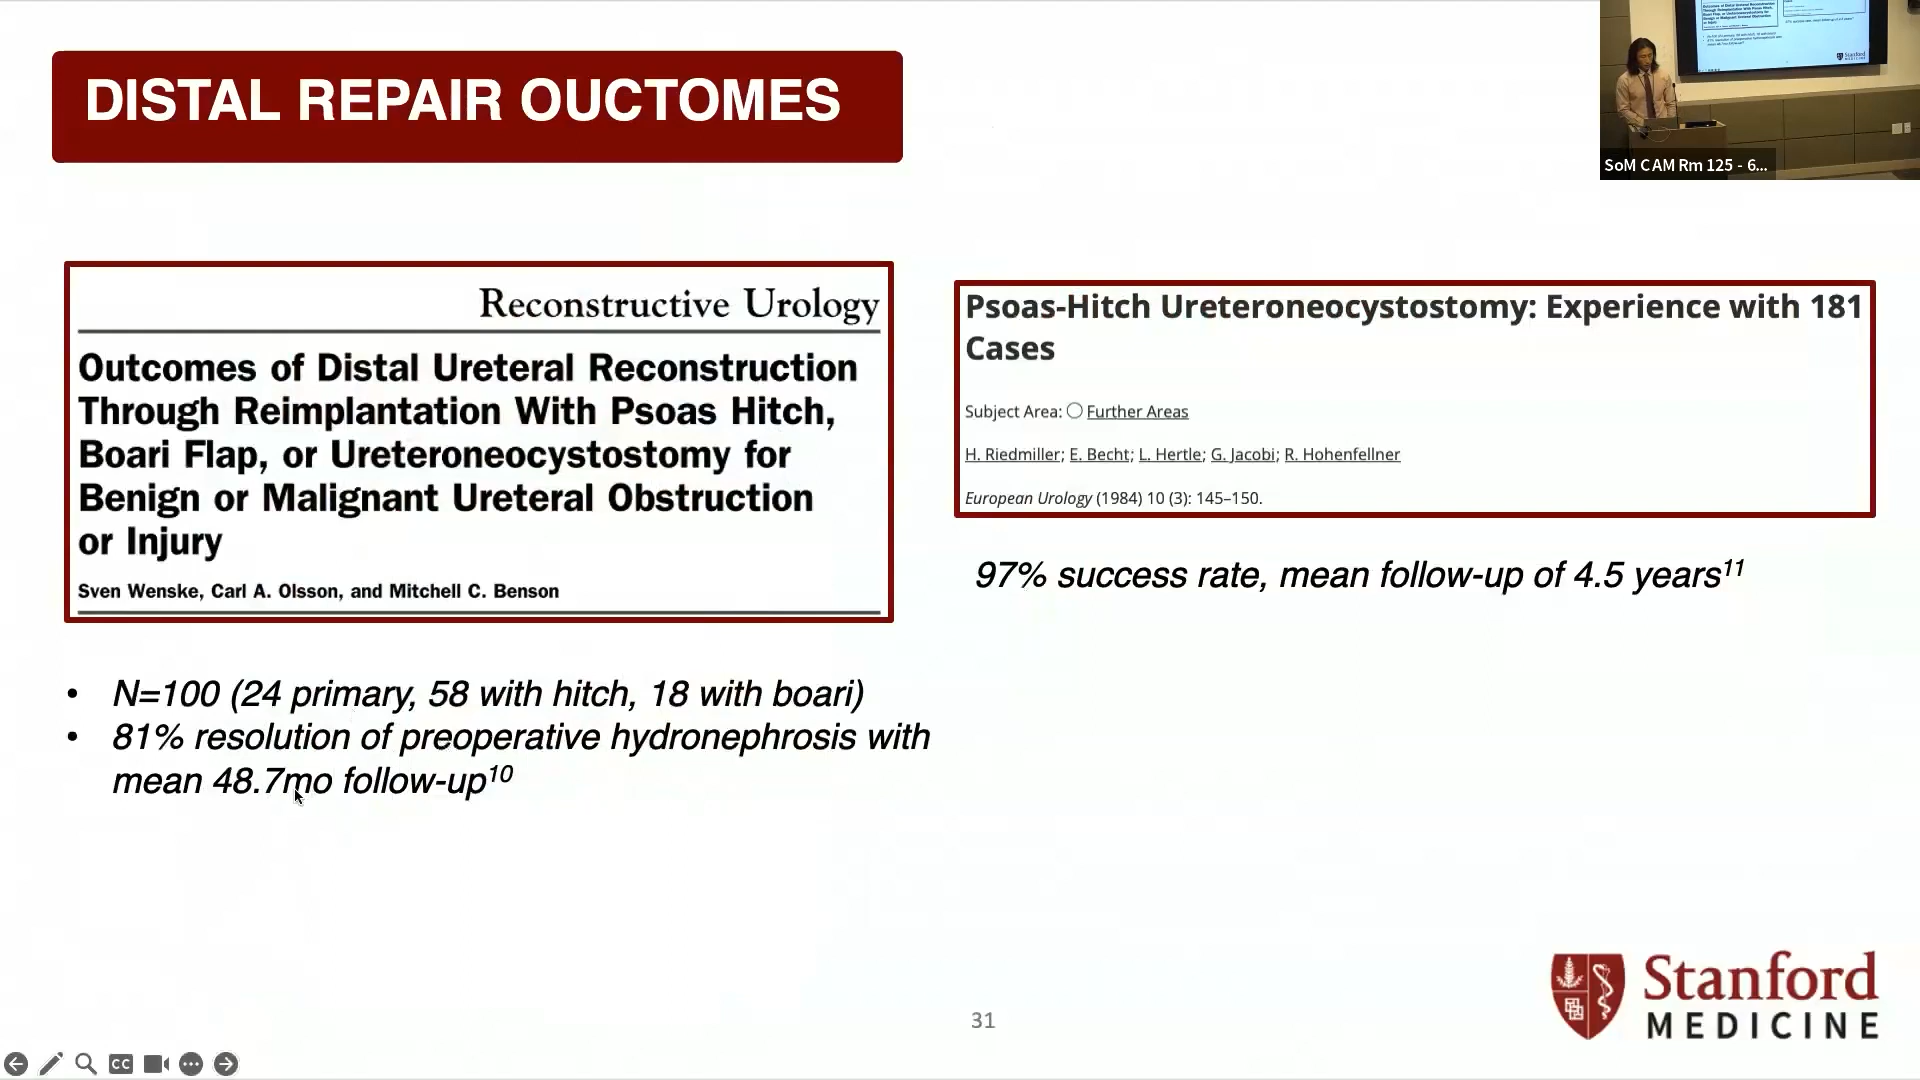 DISTAL REPAIR OUCTOMES
SoM CAM Rm 125 - 6...
Reconstructive Urology
Outcomes of Distal Ureteral Reconstruction
Through Reimplantation With Psoas Hitch,
Boari Flap, or Ureteroneocystostomy for
Benign or Malignant Ureteral Obstruction
or Injury
Sven Wenske, Carl A. Olsson, and Mitchell C. Benson
• N=100 (24 primary, 58 with hitch, 18 with boari)
• 81% resolution of preoperative hydronephrosis with
mean 48.7mo follow-up10
Psoas-Hitch Ureteroneocystostomy: Experience with 181
Cases
Subject Area: Further Areas
H. Riedmiller; E. Becht; L. Hertle; G. Jacobi; R. Hohenfellner
European Urology (1984) 10 (3): 145–150.
97% success rate, mean follow-up of 4.5 years11
31
Stanford
MEDICINE
CC